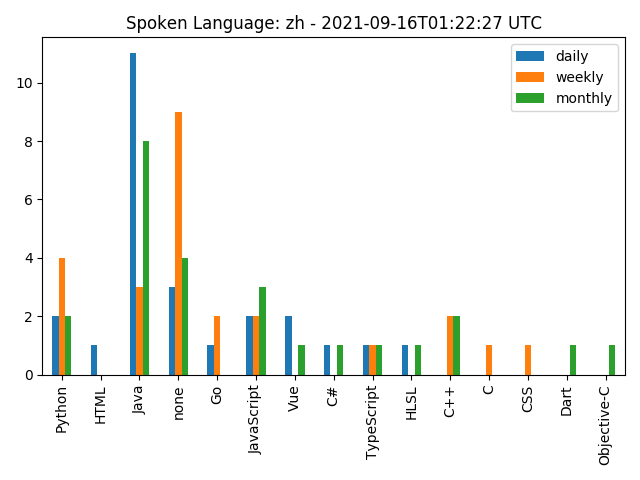 Spoken Language: zh - 2021-09-16T01:22:27 UTC
daily
weekly
monthly
10
8
6
4
2
0
Python
HTML
Java
none
Go
JavaScript
Vue
C#
TypeScript
HLSL
C++
C
CSS
Dart
Objective-C